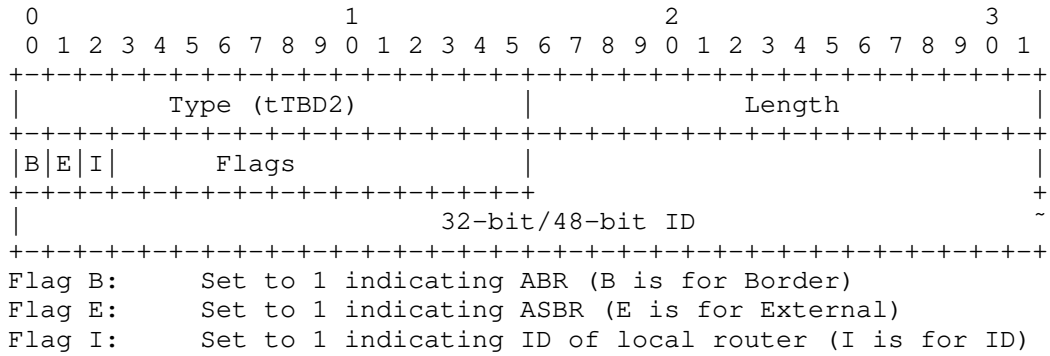 0                   1                   2                   3
 0 1 2 3 4 5 6 7 8 9 0 1 2 3 4 5 6 7 8 9 0 1 2 3 4 5 6 7 8 9 0 1
+-+-+-+-+-+-+-+-+-+-+-+-+-+-+-+-+-+-+-+-+-+-+-+-+-+-+-+-+-+-+-+-+
|         Type (tTBD2)          |             Length            |
+-+-+-+-+-+-+-+-+-+-+-+-+-+-+-+-+-+-+-+-+-+-+-+-+-+-+-+-+-+-+-+-+
|B|E|I|      Flags              |                               |
+-+-+-+-+-+-+-+-+-+-+-+-+-+-+-+-+                               +
|                          32-bit/48-bit ID                     ~
+-+-+-+-+-+-+-+-+-+-+-+-+-+-+-+-+-+-+-+-+-+-+-+-+-+-+-+-+-+-+-+-+
Flag B:     Set to 1 indicating ABR (B is for Border)
Flag E:     Set to 1 indicating ASBR (E is for External)
Flag I:     Set to 1 indicating ID of local router (I is for ID)